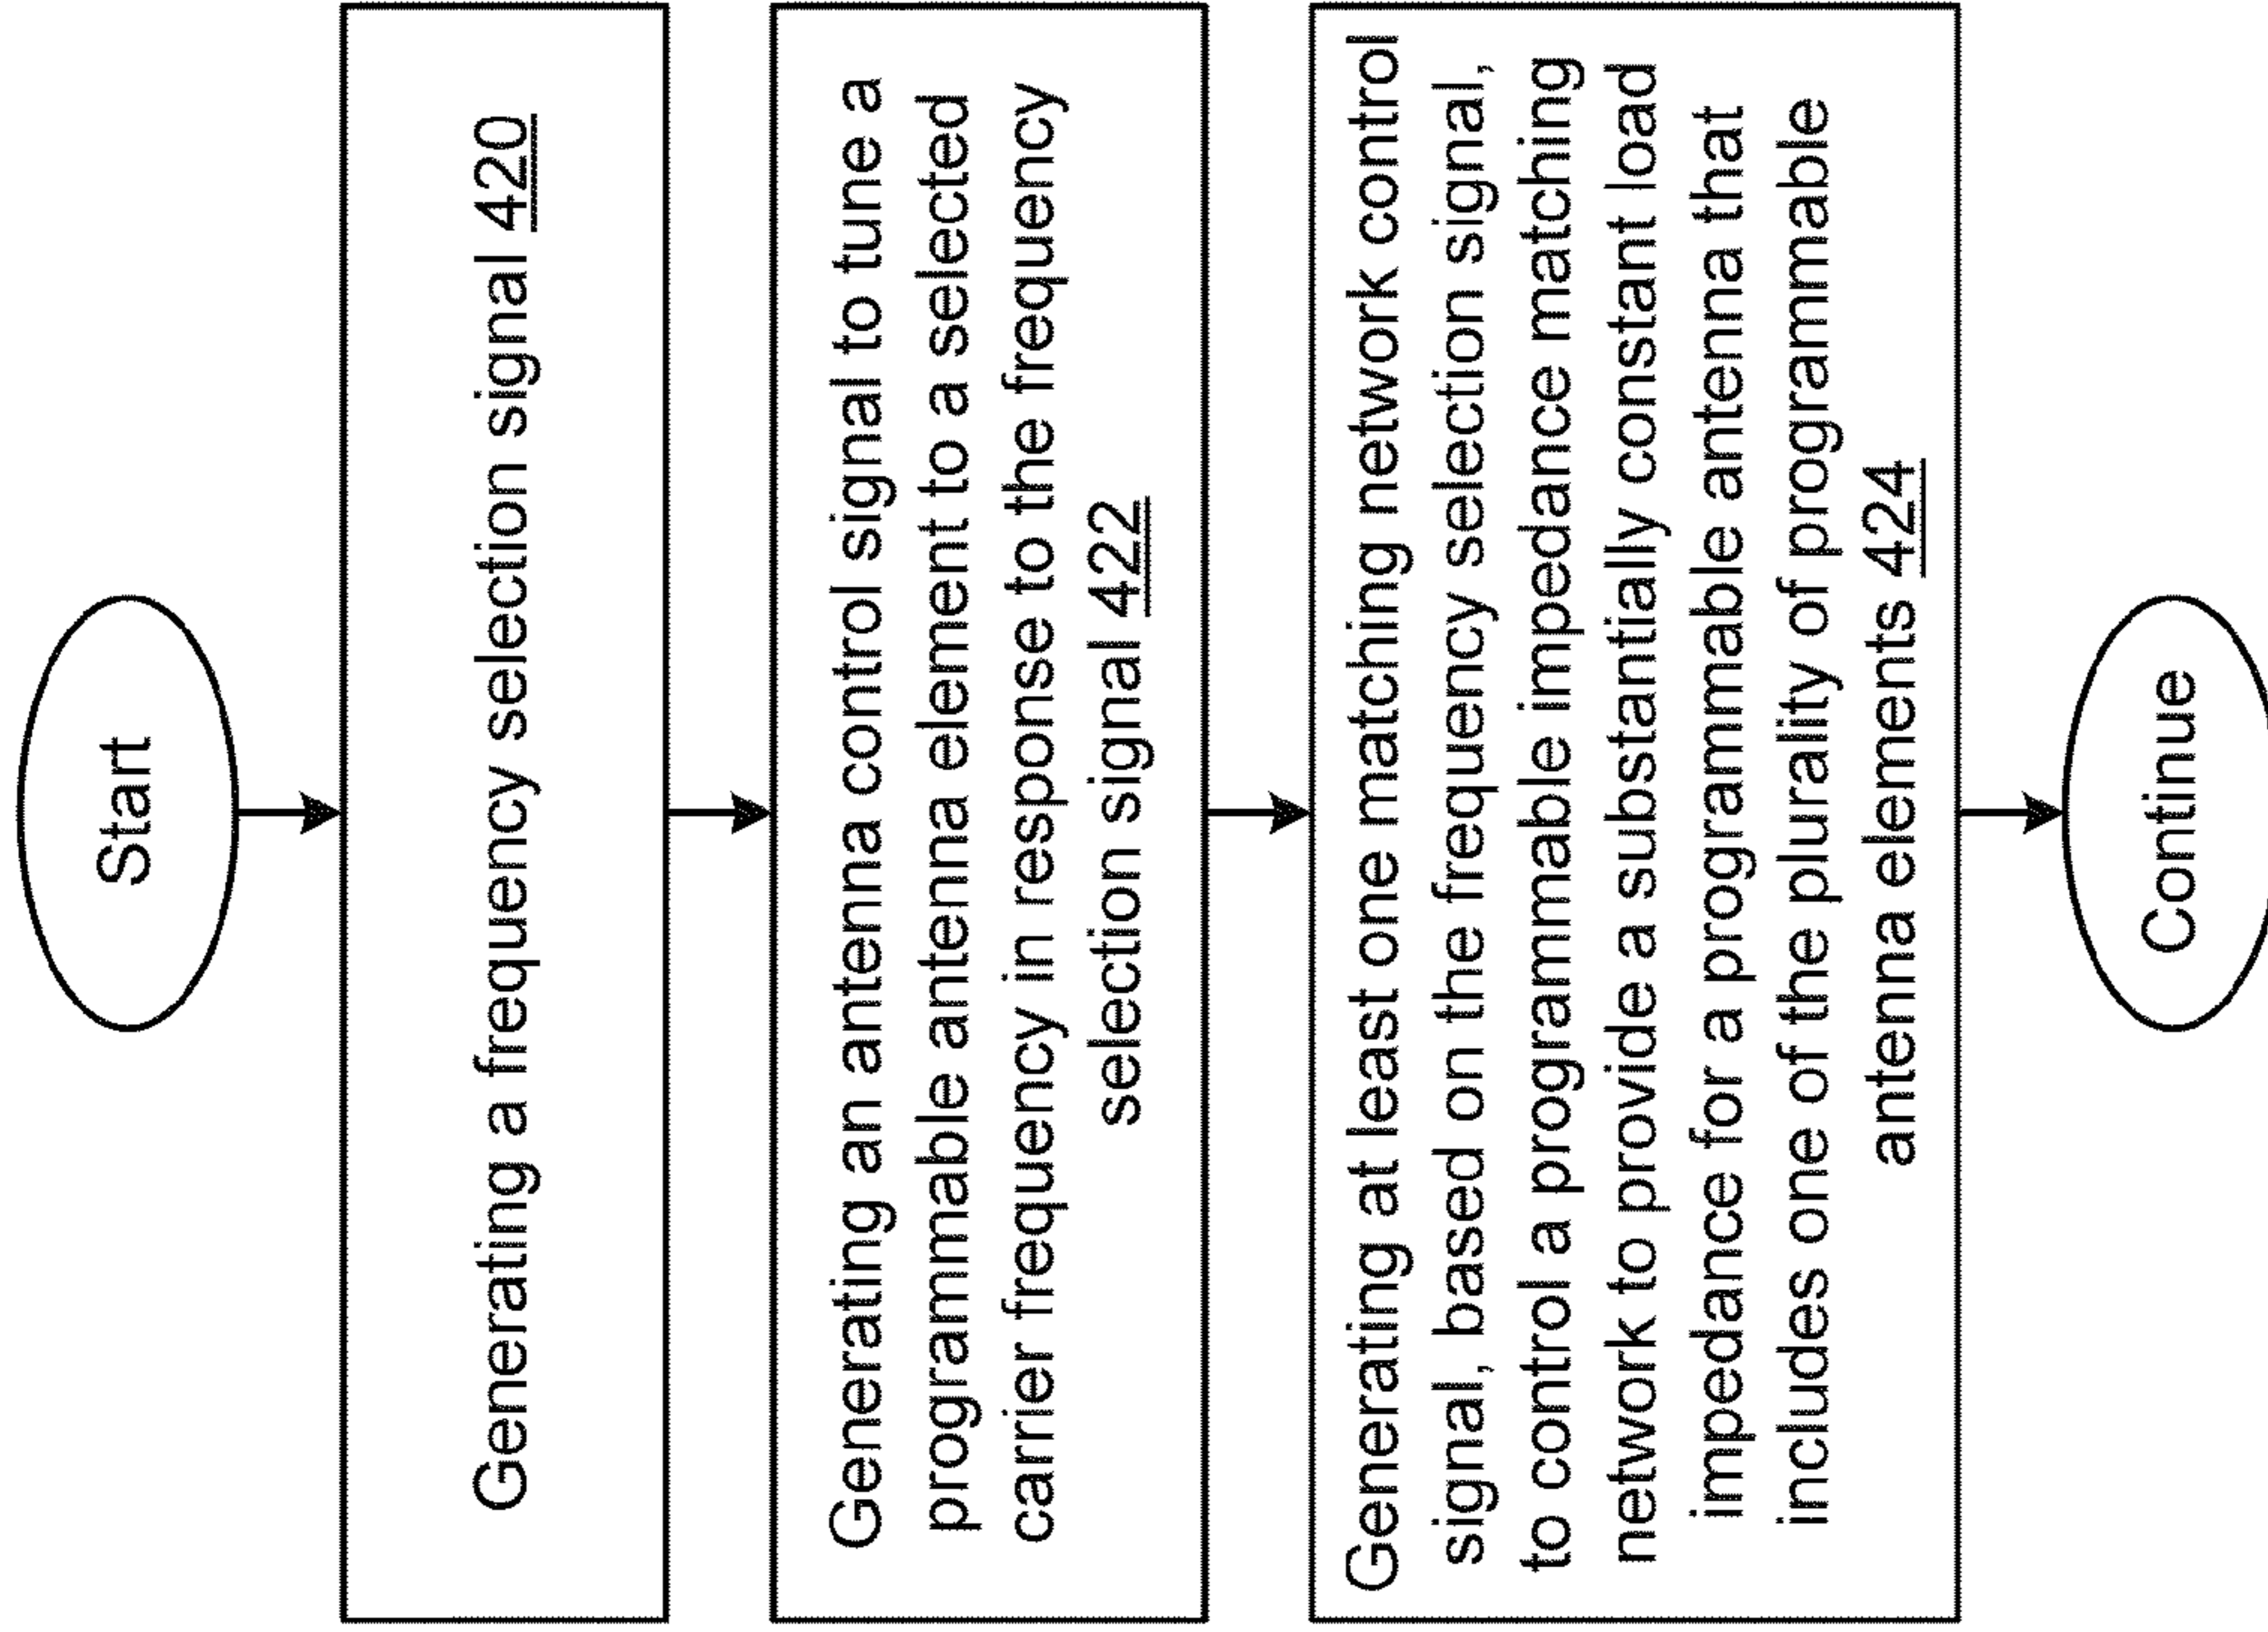 Start
Generating a frequency selection signal 420
Generating an antenna control signal to tune a
programmable antenna element to a selected
carrier frequency in response to the frequency
selection signal 422
Generating at least one matching network control
signal, based on the frequency selection signal,
to control a programmable impedance matching
network to provide a substantially constant load
impedance for a programmable antenna that
includes one of the plurality of programmable
antenna elements 424
Continue